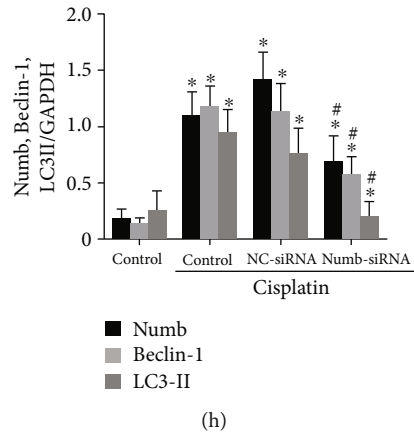 Numb, Beclin-1,
LC3II/GAPDH
2.0
1.5
1.0
0.5
0
* * *
* * *
# # #
* * *
Control Control NC-siRNA Numb-siRNA
Cisplatin
Numb
Beclin-1
LC3-II
(h)